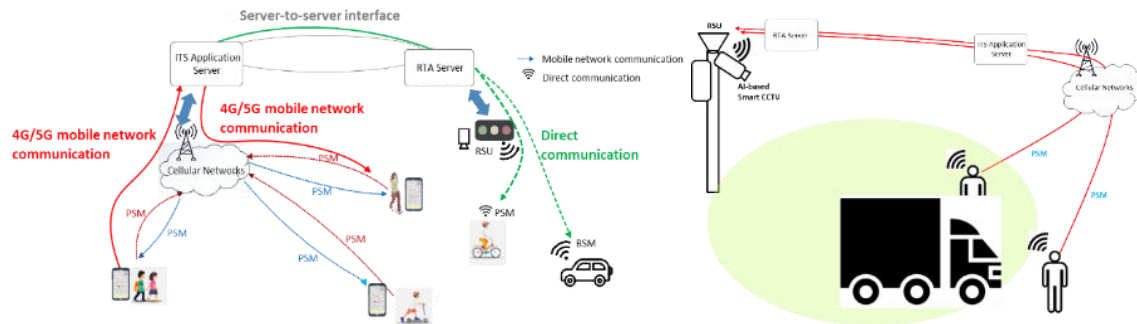 Server-to-server interface
ITS Application
Server
RTA Server
Mobile network communication
Direct communication
4G/5G mobile network
communication
4G/5G mobile network
communication
RSU
Direct
communication
PSM
Cellular Networks
PSM
PSM
PSM
PSM
PSM
PSM
BSM
RSU
RTA Server
ITS Application
Server
AI-based
Smart CCTV
Cellular Networks
PSM
PSM